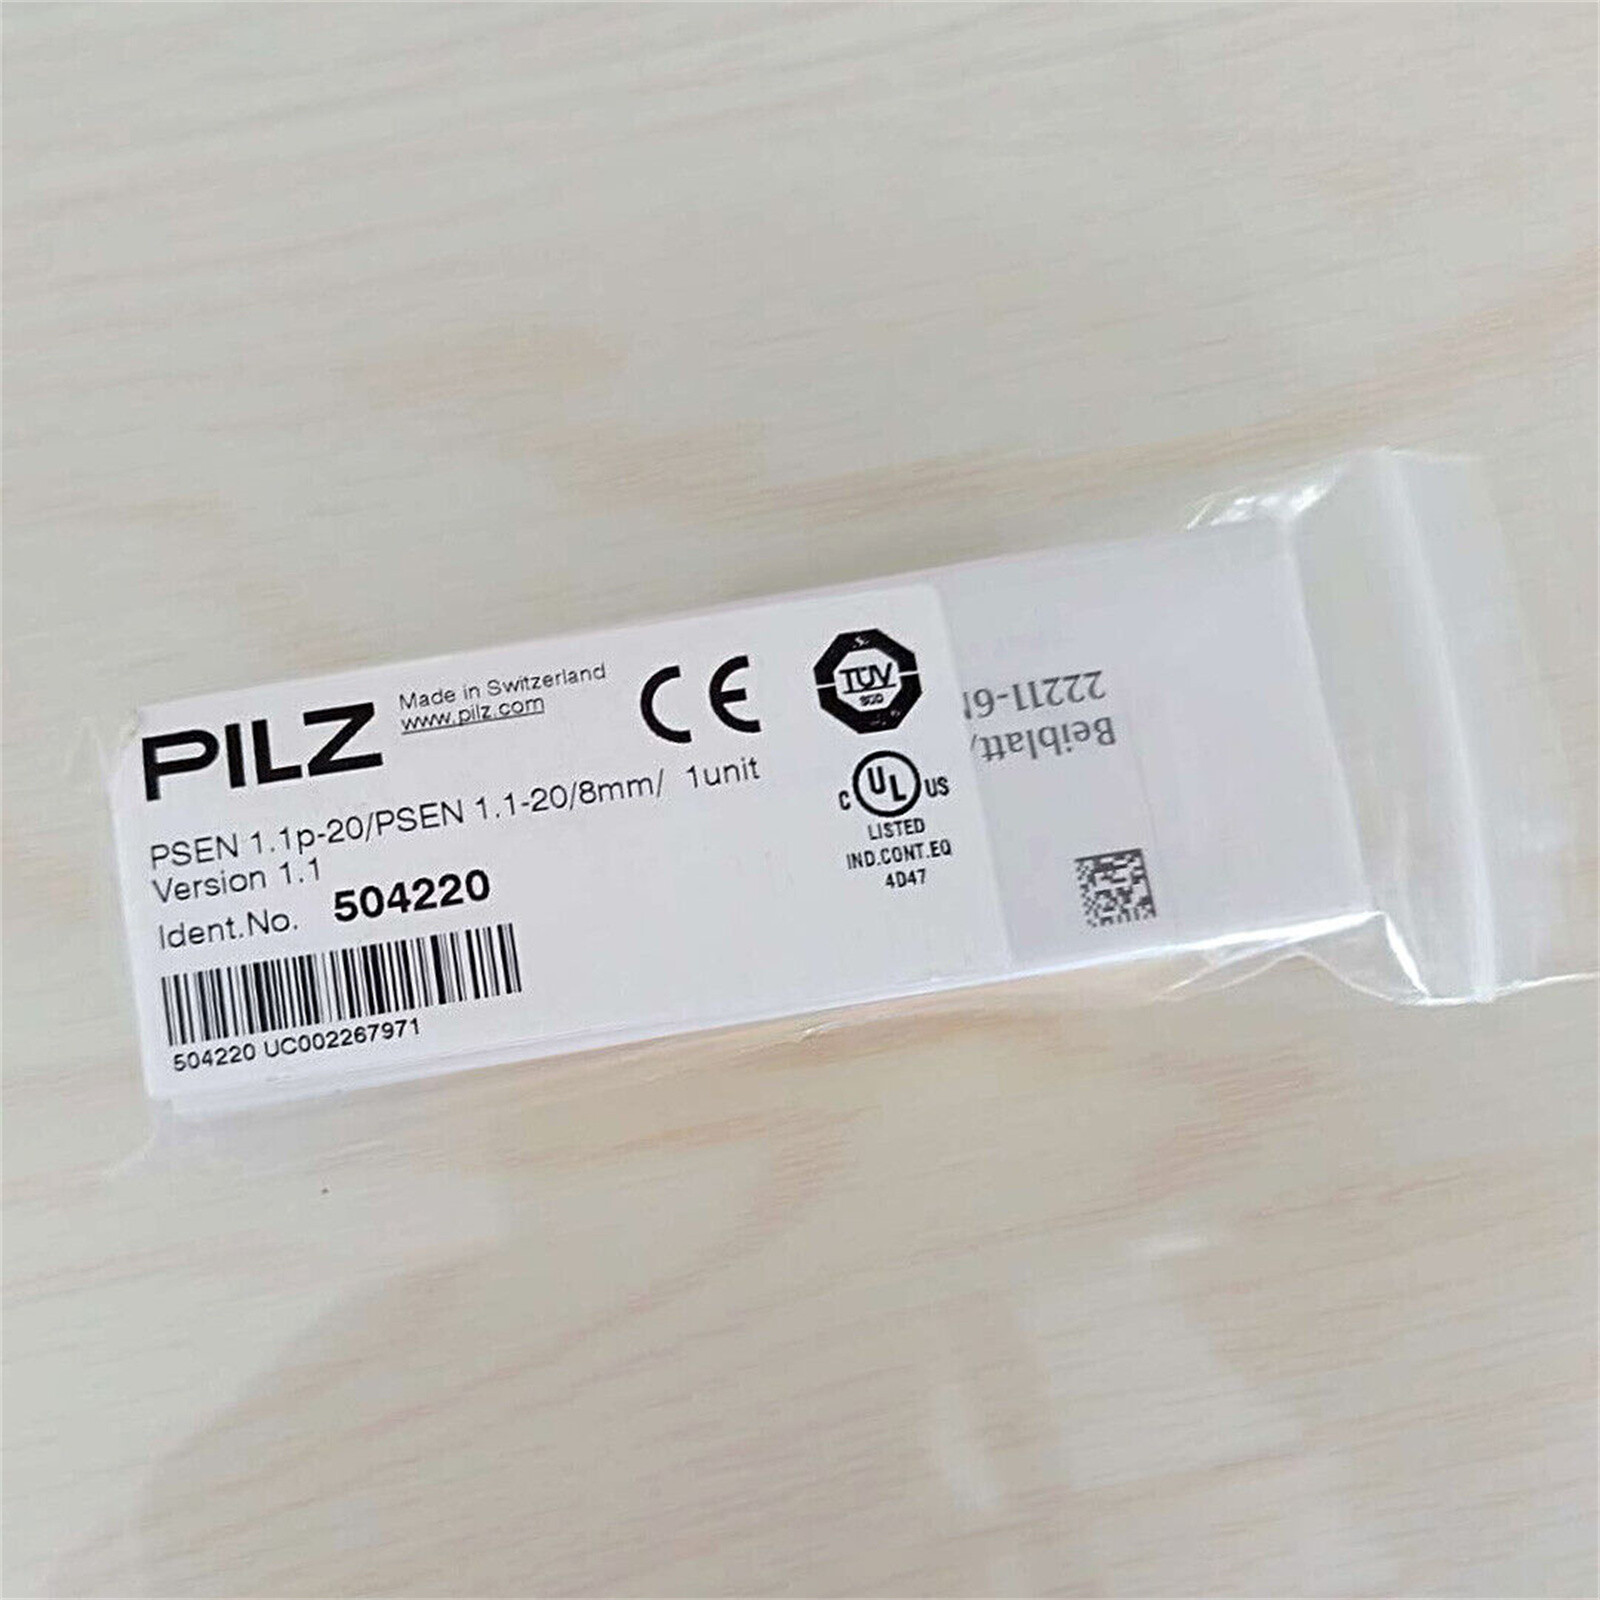 PILZ
Made in Switzerland
www.pilz.com
CE
PSEN 1.1p-20/PSEN 1.1-20/8mm/ 1unit
Version 1.1
Ident.No. 504220
504220 UC002267971
TÜV
C UL US
LISTED
IND.CONT.EQ
4D47
Beiblatt/
22211-6